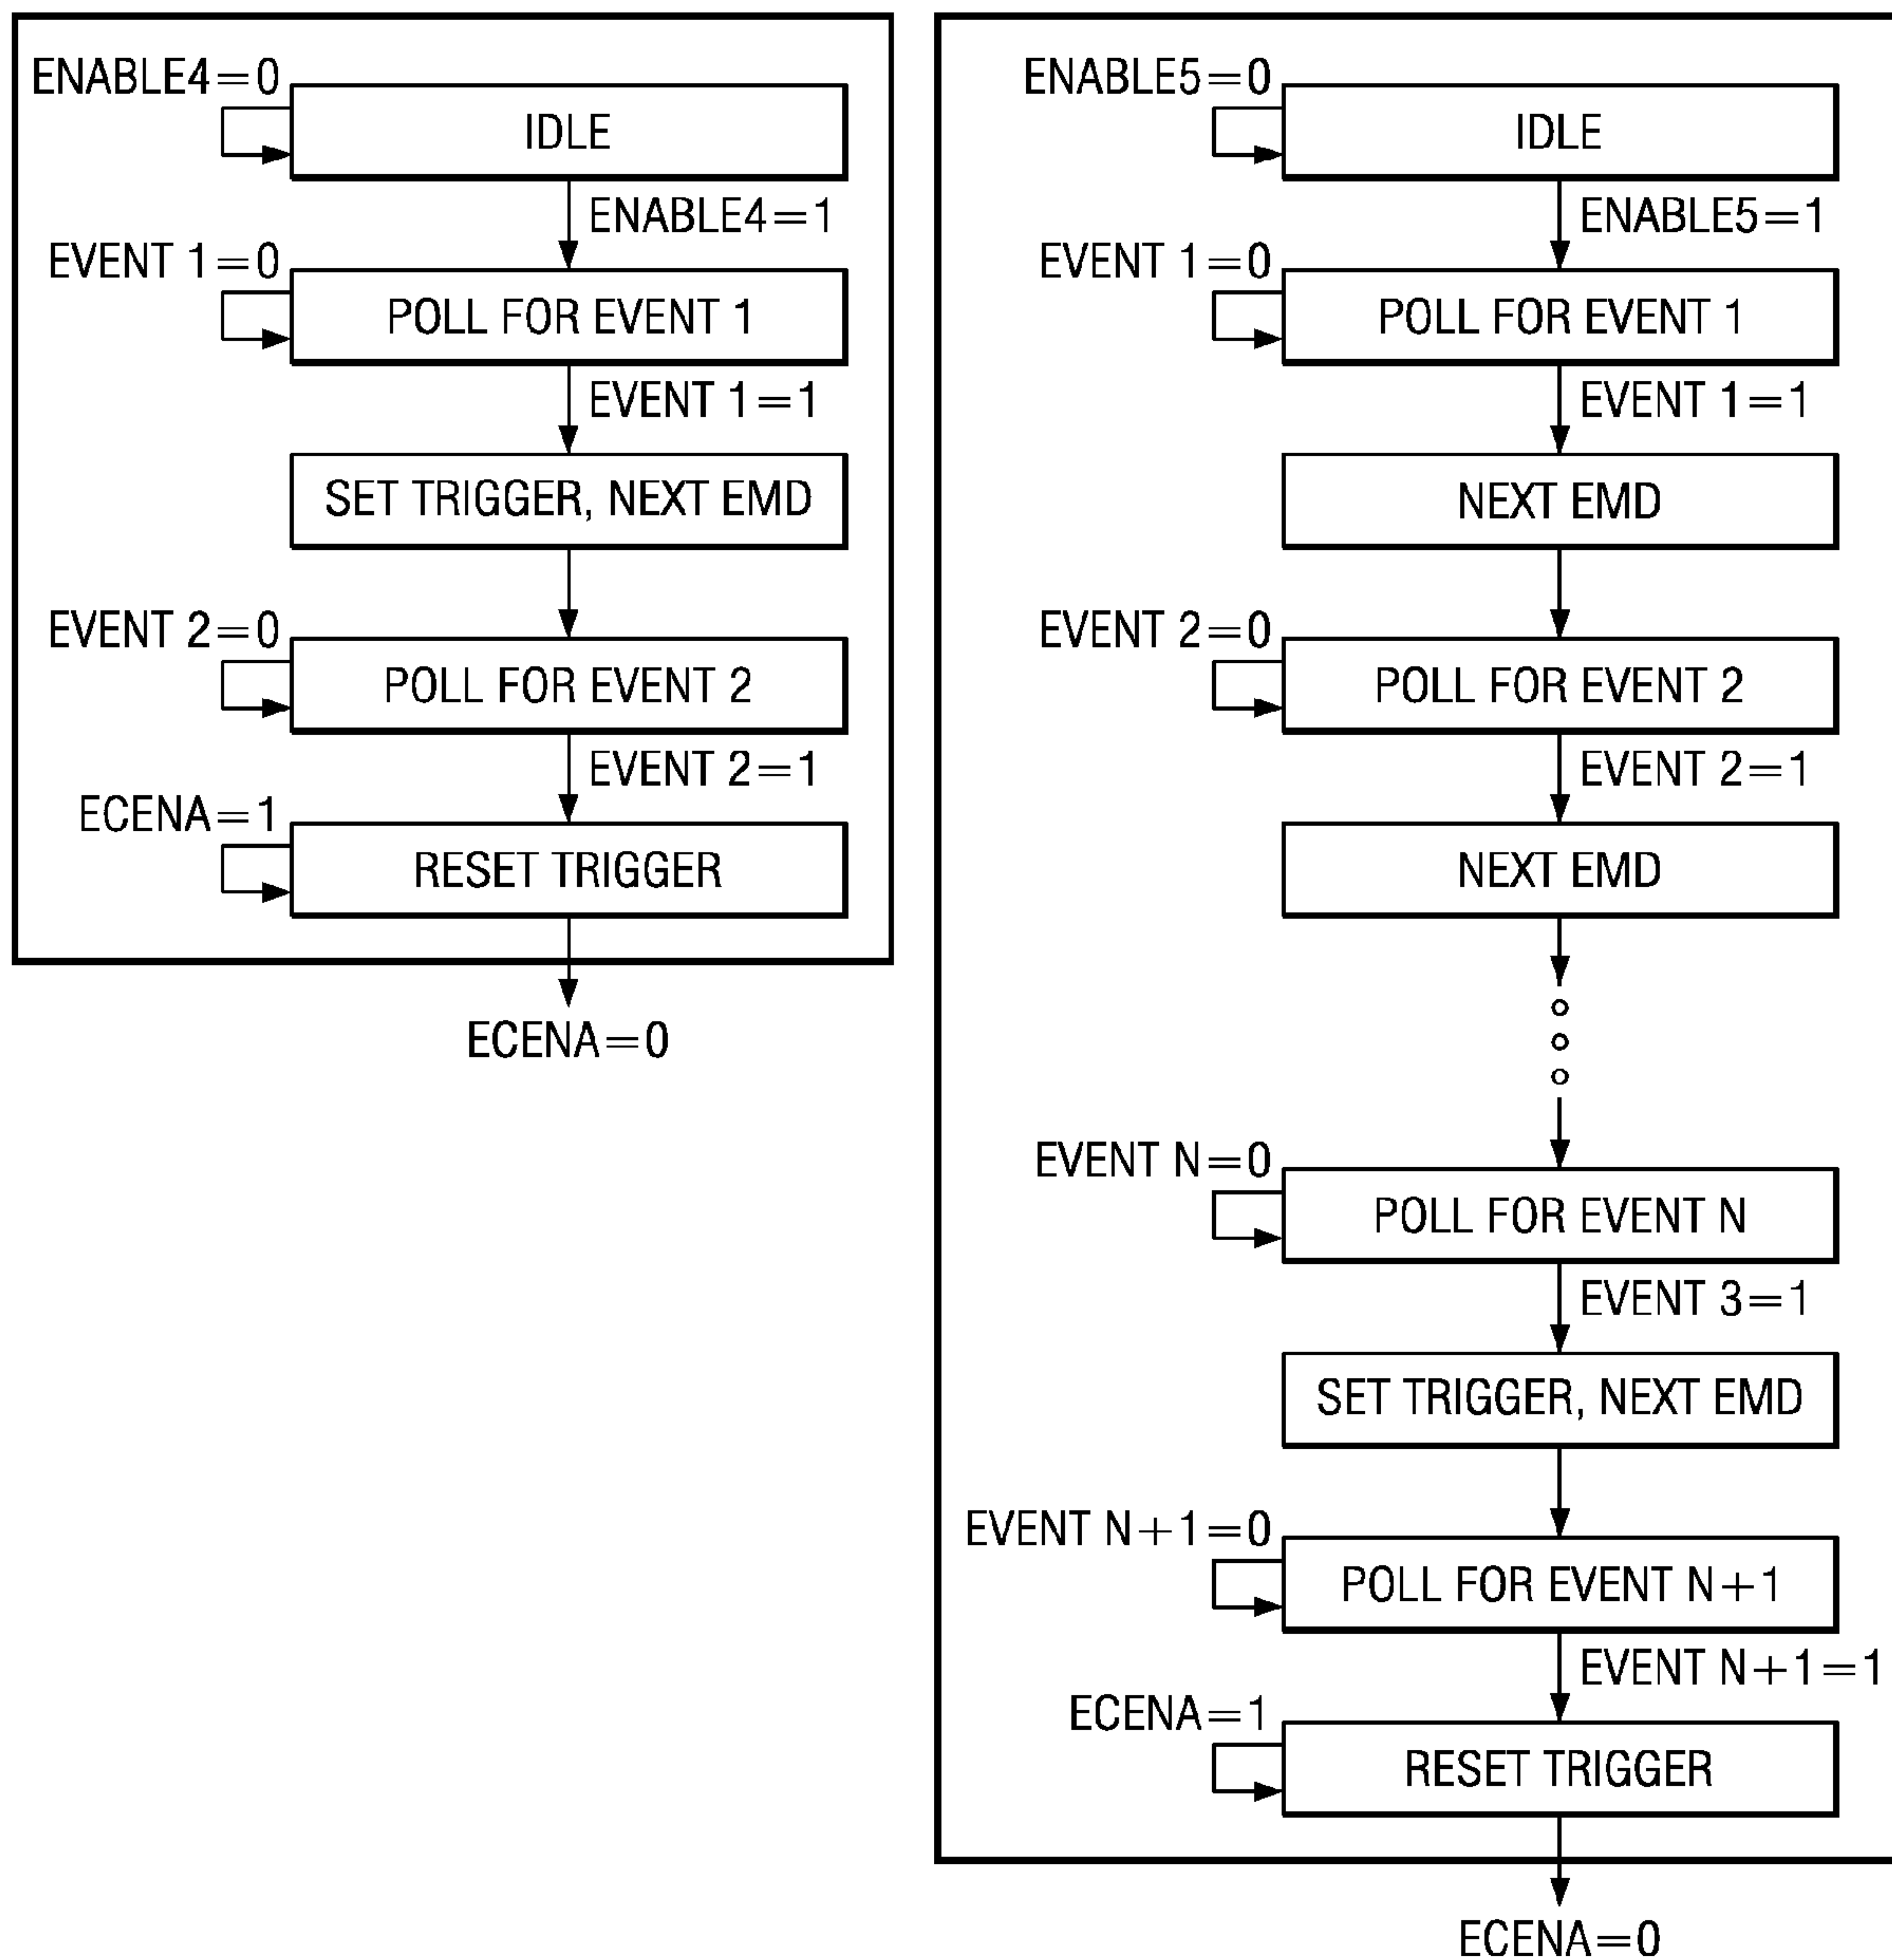 ENABLE4=0
IDLE
ENABLE4=1
EVENT 1=0
POLL FOR EVENT 1
EVENT 1=1
SET TRIGGER, NEXT EMD
EVENT 2=0
POLL FOR EVENT 2
EVENT 2=1
ECENA=1
RESET TRIGGER
ECENA=0
ENABLE5=0
IDLE
ENABLE5=1
EVENT 1=0
POLL FOR EVENT 1
EVENT 1=1
NEXT EMD
EVENT 2=0
POLL FOR EVENT 2
EVENT 2=1
NEXT EMD
EVENT N=0
POLL FOR EVENT N
EVENT 3=1
SET TRIGGER, NEXT EMD
EVENT N+1=0
POLL FOR EVENT N+1
EVENT N+1=1
ECENA=1
RESET TRIGGER
ECENA=0